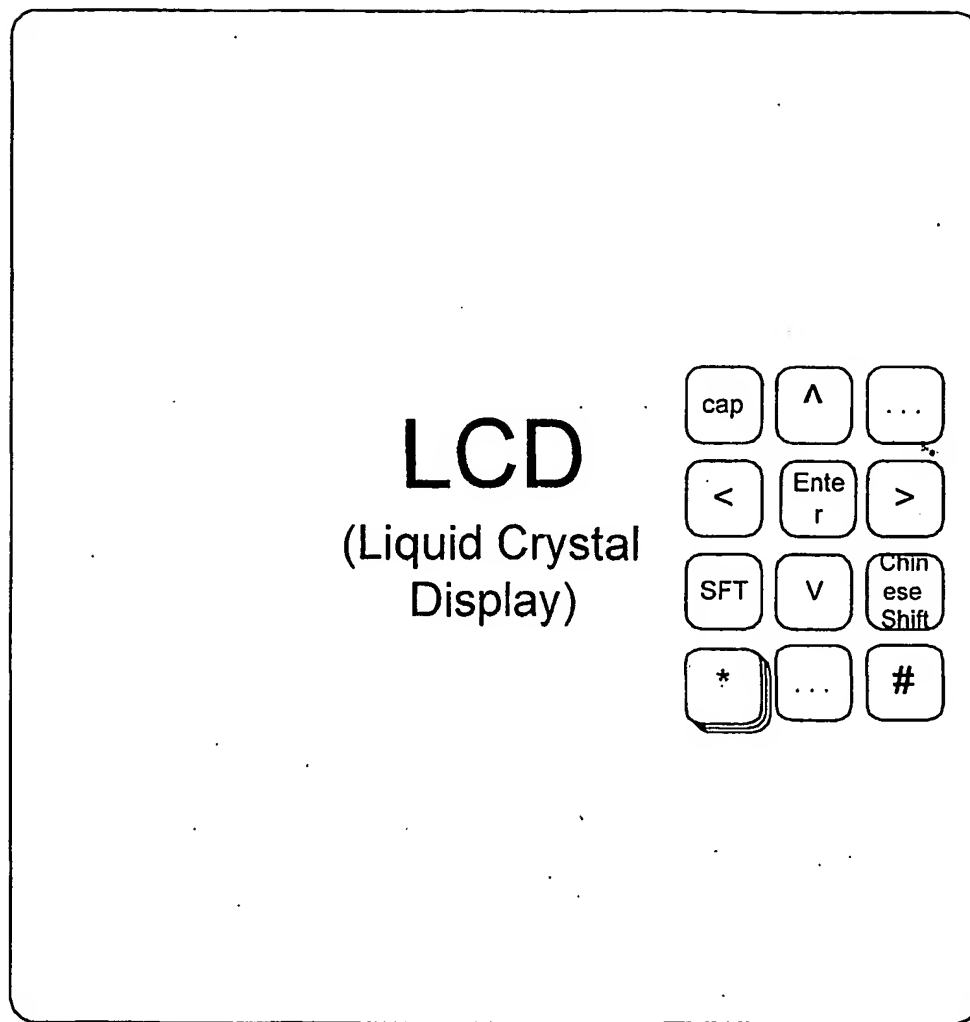 LCD
(Liquid Crystal
Display)
cap ^ ...
< Ente
r >
SFT V Chin
ese
Shift
* ... #